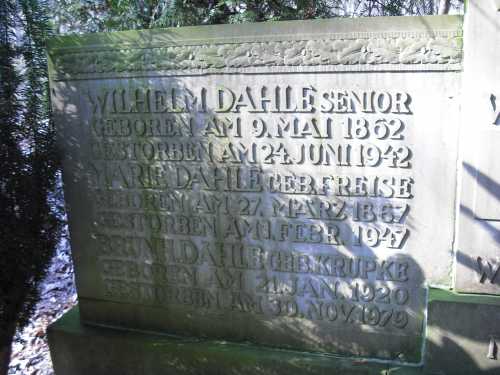 WILHELM DAHLE SENIOR
GEBOREN AM 9. MAI 1862
GESTORBEN AM 24. JUNI 1942
MARIE DAHLE GEB. FREISE
GEBOREN AM 27. MÄRZ 1867
GESTORBEN AM 1. FEBR. 1947
DAHLE GEB. KRUPKE
GEBOREN AM 21. JAN. 1920
GESTORBEN AM 30. NOV. 1979